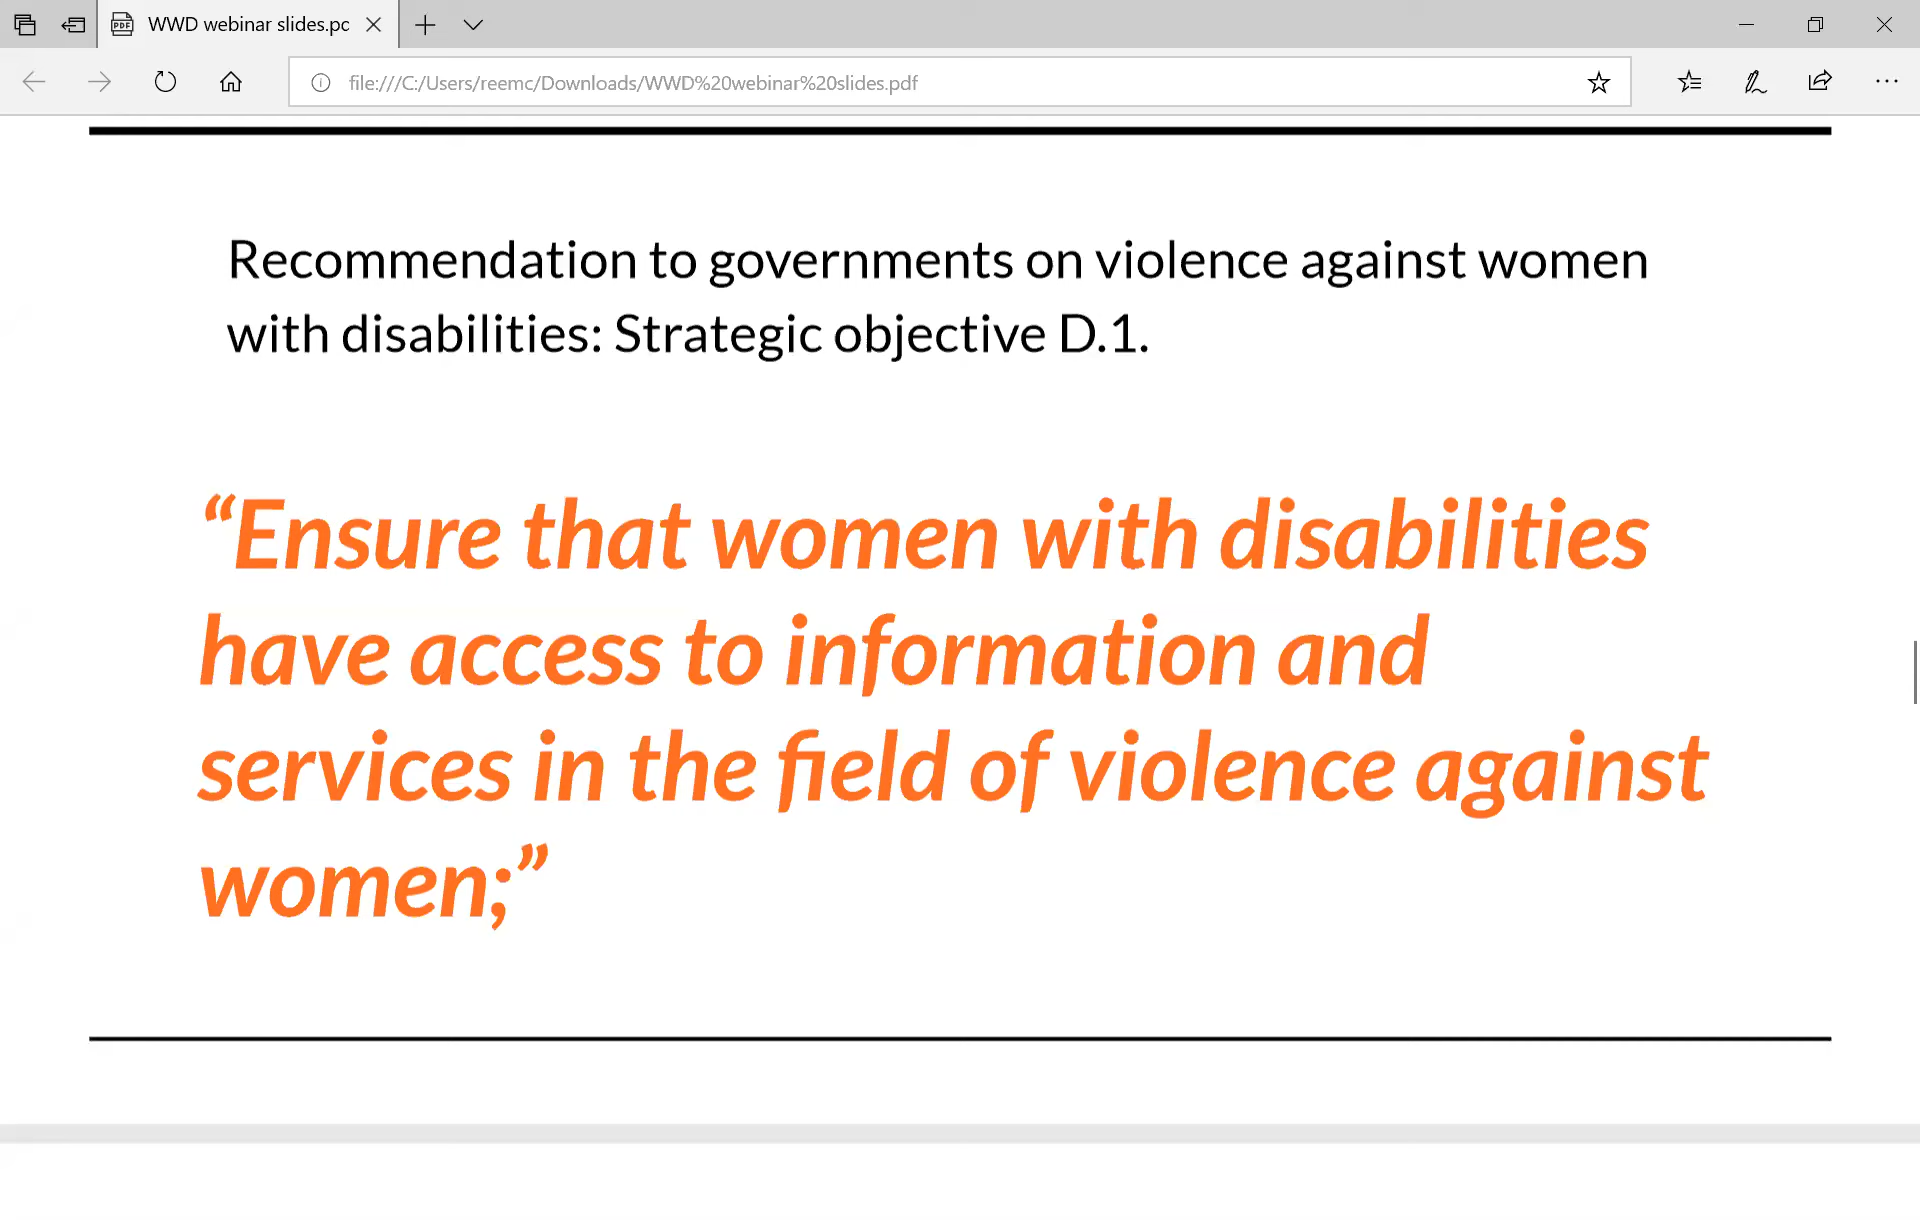 WWD webinar slides.pc
file:///C:/Users/reemc/Downloads/WWD%20webinar%20slides.pdf
Recommendation to governments on violence against women
with disabilities: Strategic objective D.1.
“Ensure that women with disabilities
have access to information and
services in the field of violence against
women;”